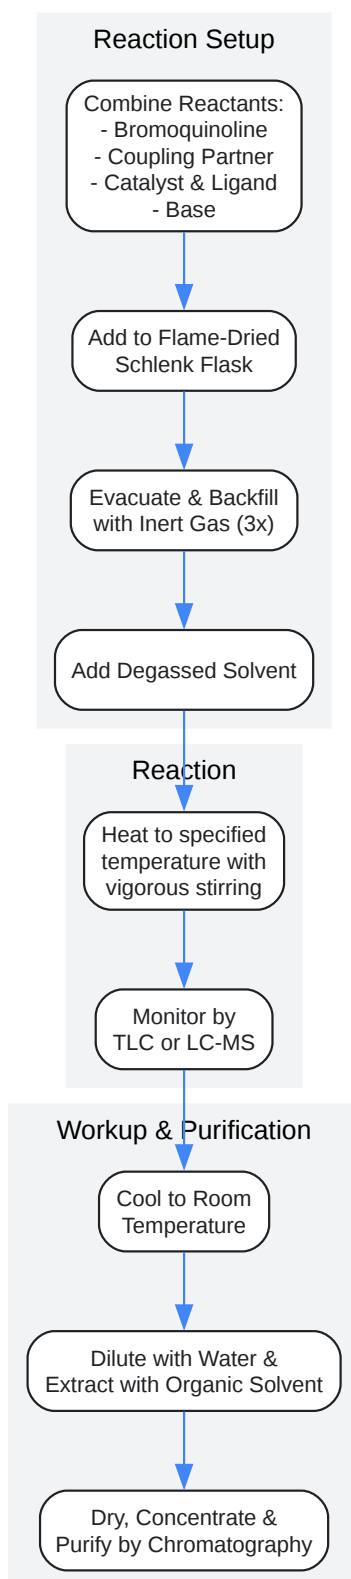 Reaction Setup
Combine Reactants:
- Bromoquinoline
- Coupling Partner
- Catalyst & Ligand
- Base
Add to Flame-Dried
Schlenk Flask
Evacuate & Backfill
with Inert Gas (3x)
Add Degassed Solvent
Reaction
Heat to specified
temperature with
vigorous stirring
Monitor by
TLC or LC-MS
Workup & Purification
Cool to Room
Temperature
Dilute with Water &
Extract with Organic Solvent
Dry, Concentrate &
Purify by Chromatography